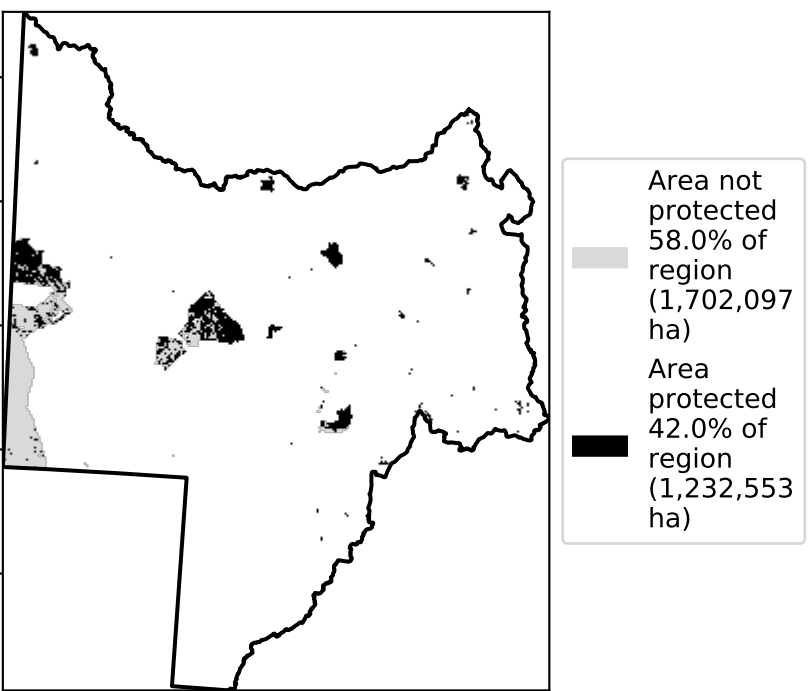 Area not
protected
58.0% of
region
(1,702,097
ha)
Area
protected
42.0% of
region
(1,232,553
ha)